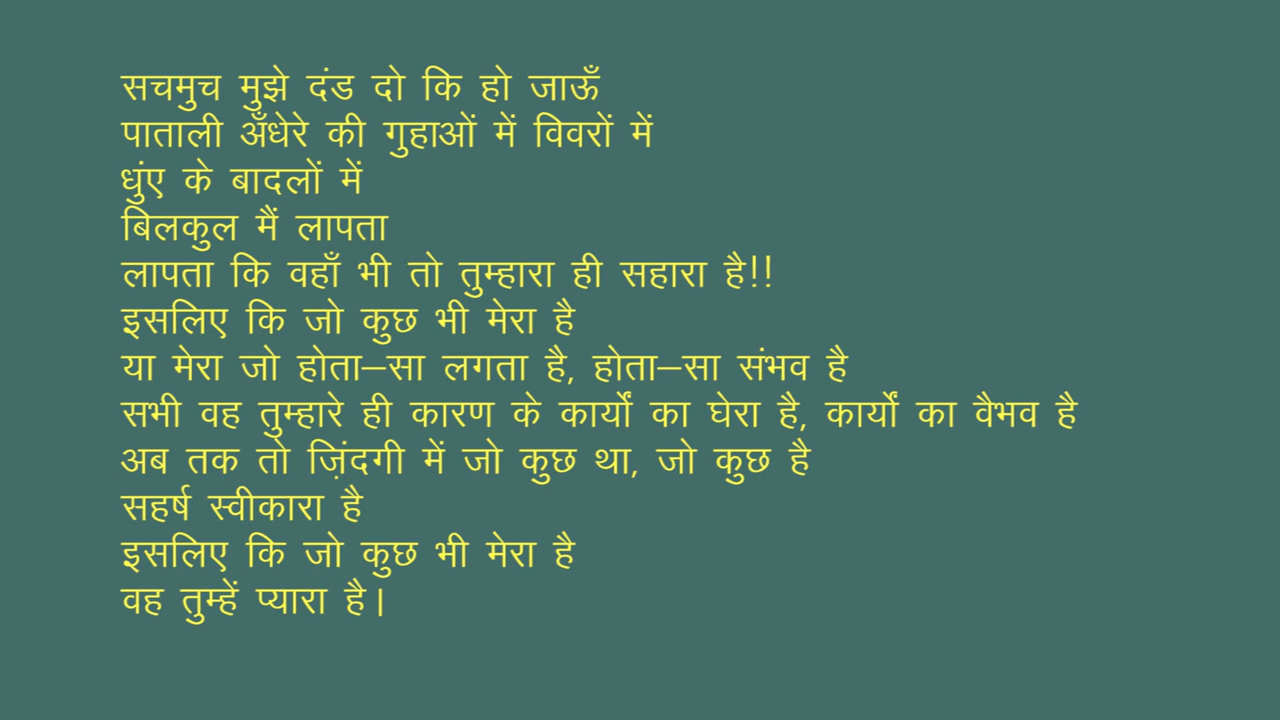 सचमुच मुझे दंड दो कि हो जाऊँ
पाताली अँधेरे की गुहाओं में विवरों में
धुंए के बादलों में
बिलकुल मैं लापता
लापता कि वहाँ भी तो तुम्हारा ही सहारा है!!
इसलिए कि जो कुछ भी मेरा है
या मेरा जो होता–सा लगता है, होता–सा संभव है
सभी वह तुम्हारे ही कारण के कार्यों का घेरा है, कार्यों का वैभव है
अब तक तो ज़िंदगी में जो कुछ था, जो कुछ है
सहर्ष स्वीकारा है
इसलिए कि जो कुछ भी मेरा है
वह तुम्हें प्यारा है।